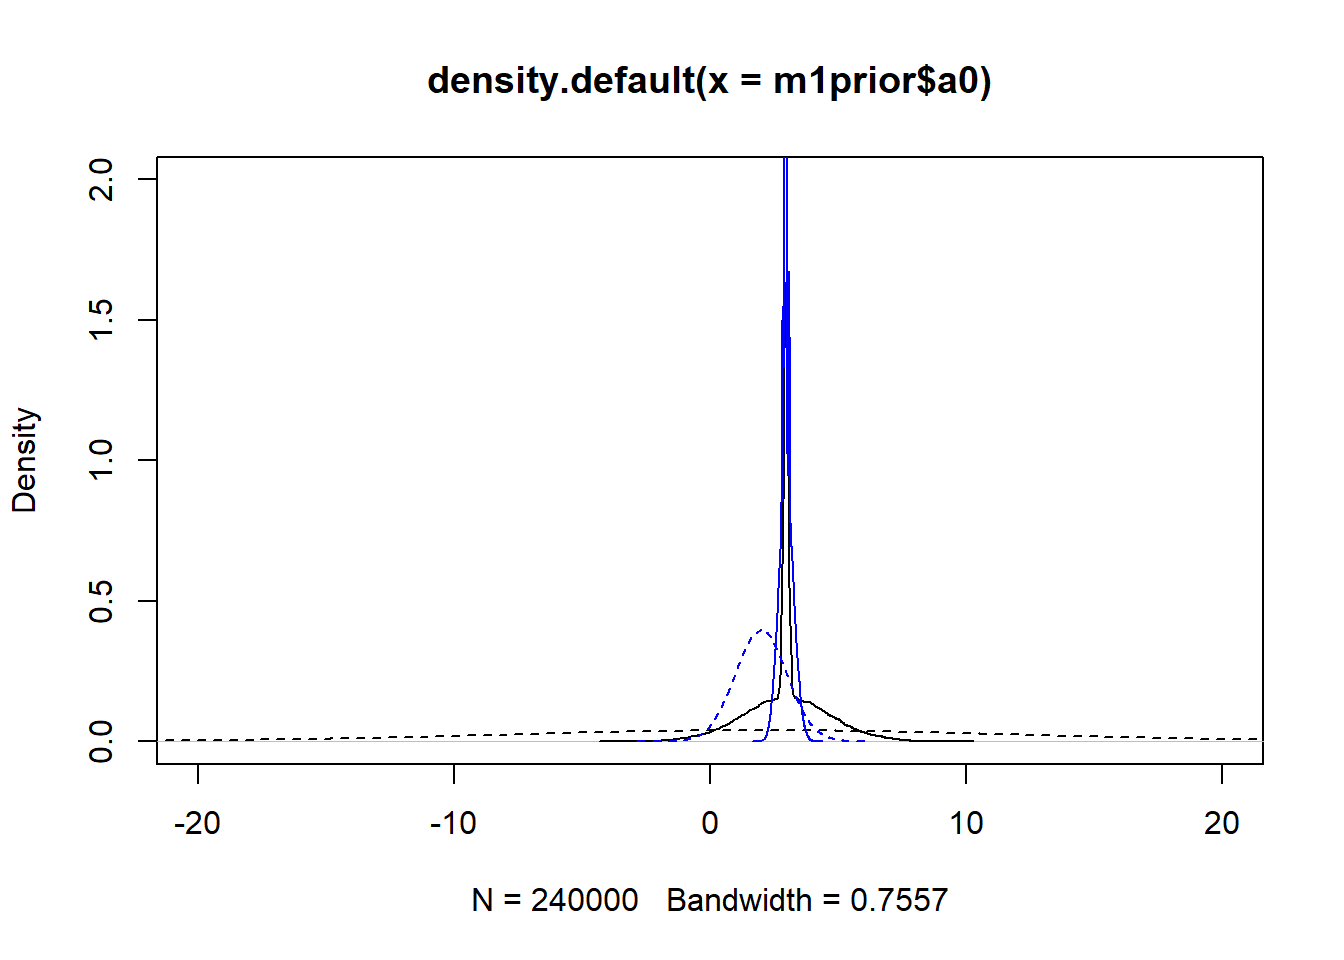 density.default(x = m1prior$a0)
2.0
1.5
1.0
0.5
0.0
Density
-20 -10 0 10 20
N = 240000 Bandwidth = 0.7557